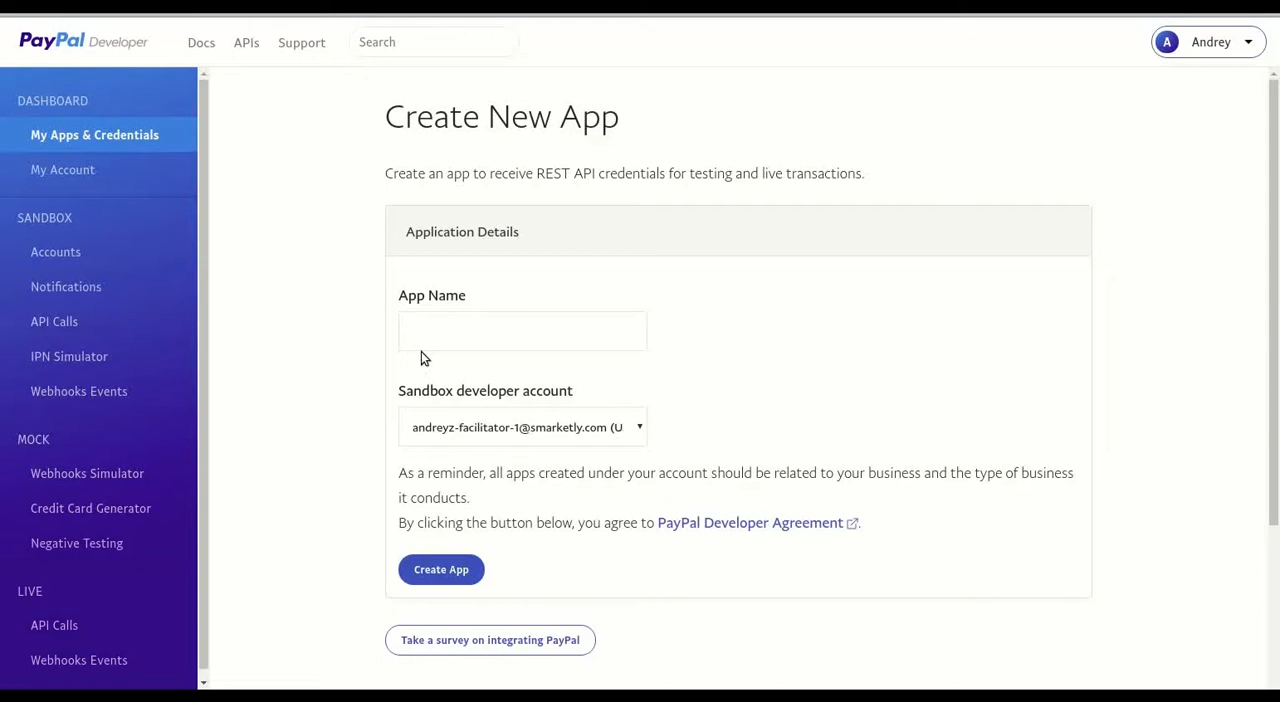 PayPal Developer
Docs
APIs
Support
Search
A
Andrey
DASHBOARD
My Apps & Credentials
My Account
SANDBOX
Accounts
Notifications
API Calls
IPN Simulator
Webhooks Events
MOCK
Webhooks Simulator
Credit Card Generator
Negative Testing
LIVE
API Calls
Webhooks Events
Create New App
Create an app to receive REST API credentials for testing and live transactions.
Application Details
App Name
Sandbox developer account
andreyz-facilitator-1@smarketly.com (U
As a reminder, all apps created under your account should be related to your business and the type of business
it conducts.
By clicking the button below, you agree to PayPal Developer Agreement.
Create App
Take a survey on integrating PayPal